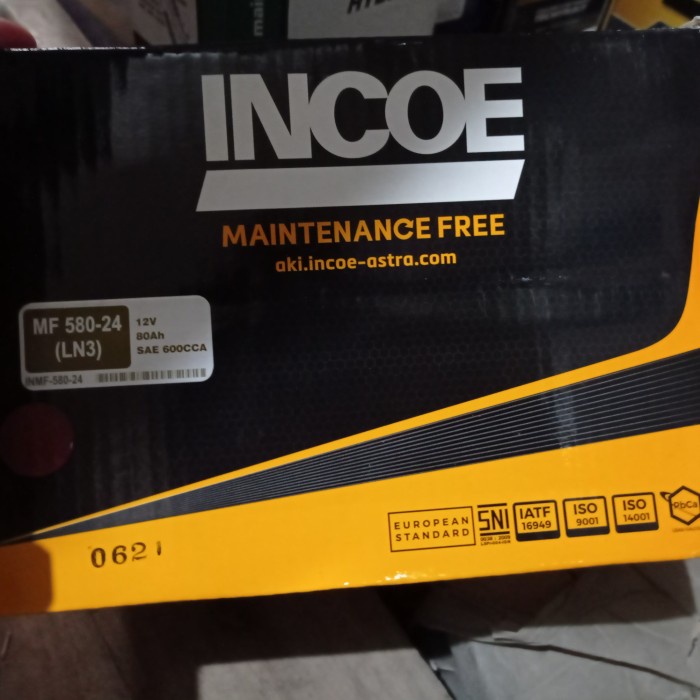 INCOE
MAINTENANCE FREE
aki.incoe-astra.com
MF 580-24
(LN3)
12V
80Ah
SAE 600CCA
INMF-580-24
EUROPEAN
STANDARD
SNI
IATF
16949
ISO
9001
ISO
14001
PbCa
0621